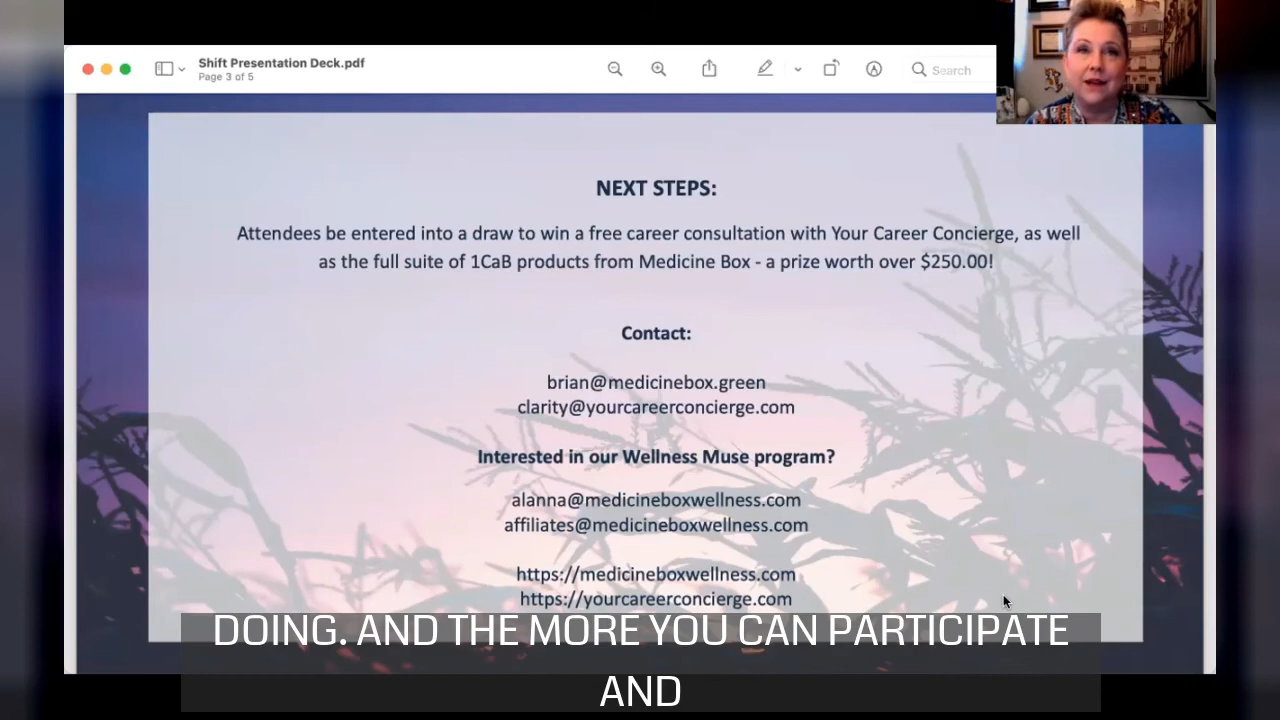 Shift Presentation Deck.pdf
Page 3 of 5
Search
NEXT STEPS:
Attendees be entered into a draw to win a free career consultation with Your Career Concierge, as well
as the full suite of 1CaB products from Medicine Box - a prize worth over $250.00!
Contact:
brian@medicinebox.green
clarity@yourcareerconcierge.com
Interested in our Wellness Muse program?
alanna@medicineboxwellness.com
affiliates@medicineboxwellness.com
https://medicineboxwellness.com
https://yourcareerconcierge.com
DOING. AND THE MORE YOU CAN PARTICIPATE
AND